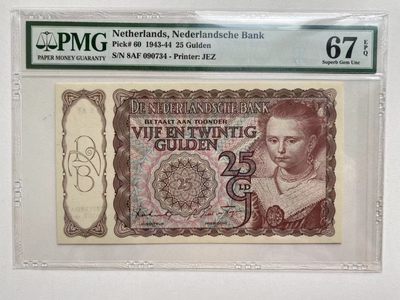 PMG
PAPER MONEY GUARANTY
Netherlands, Nederlandsche Bank
Pick# 60 1943-44 25 Gulden
S/N 8AF 090734 - Printer: JEZ
67 EPQ
Superb Gem Unc
DE NEDERLANDSCHE BANK
BETAALT AAN TOONDER
VIJF EN TWINTIG
GULDEN
25
25
G